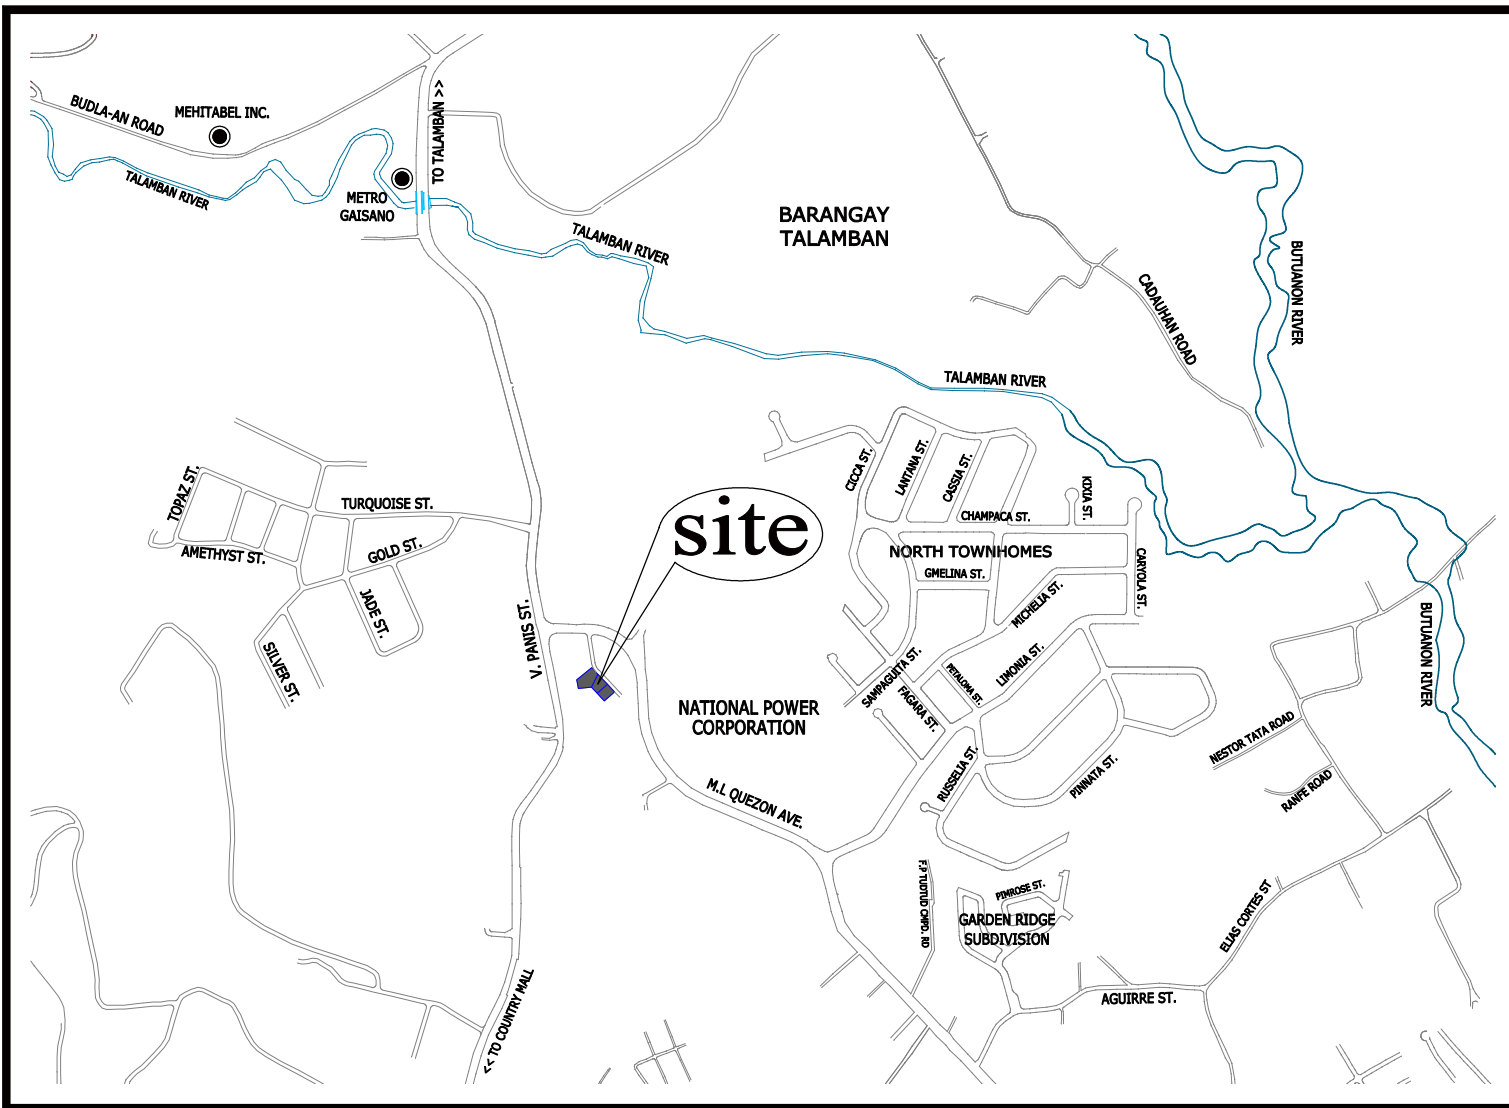 BUDLA-AN ROAD
MEHITABEL INC.
TO TALAMBAN >>
TALAMBAN RIVER
METRO
GAISANO
BARANGAY
TALAMBAN
TALAMBAN RIVER
BUTUANON RIVER
CADAUHAN ROAD
TALAMBAN RIVER
TOPAZ ST.
TURQUOISE ST.
AMETHYST ST.
GOLD ST.
JADE ST.
SILVER ST.
V. PANIS ST.
site
CICCA ST.
LANTANA ST.
CASSIA ST.
KIXIA ST.
CHAMPACA ST.
NORTH TOWNHOMES
GMELINA ST.
CARYOLA ST.
MICHELIA ST.
LIMONIA ST.
SAMPAGUITA ST.
PETALOMA ST.
FAGARA ST.
BUTUANON RIVER
NATIONAL POWER
CORPORATION
NESTOR TATA ROAD
RANFE ROAD
RUSSELIA ST.
PINNATA ST.
M.L QUEZON AVE.
F.P TUDTUD CMPD. RD
PIMROSE ST.
GARDEN RIDGE
SUBDIVISION
ELIAS CORTES ST
AGUIRRE ST.
<< TO COUNTRY MALL